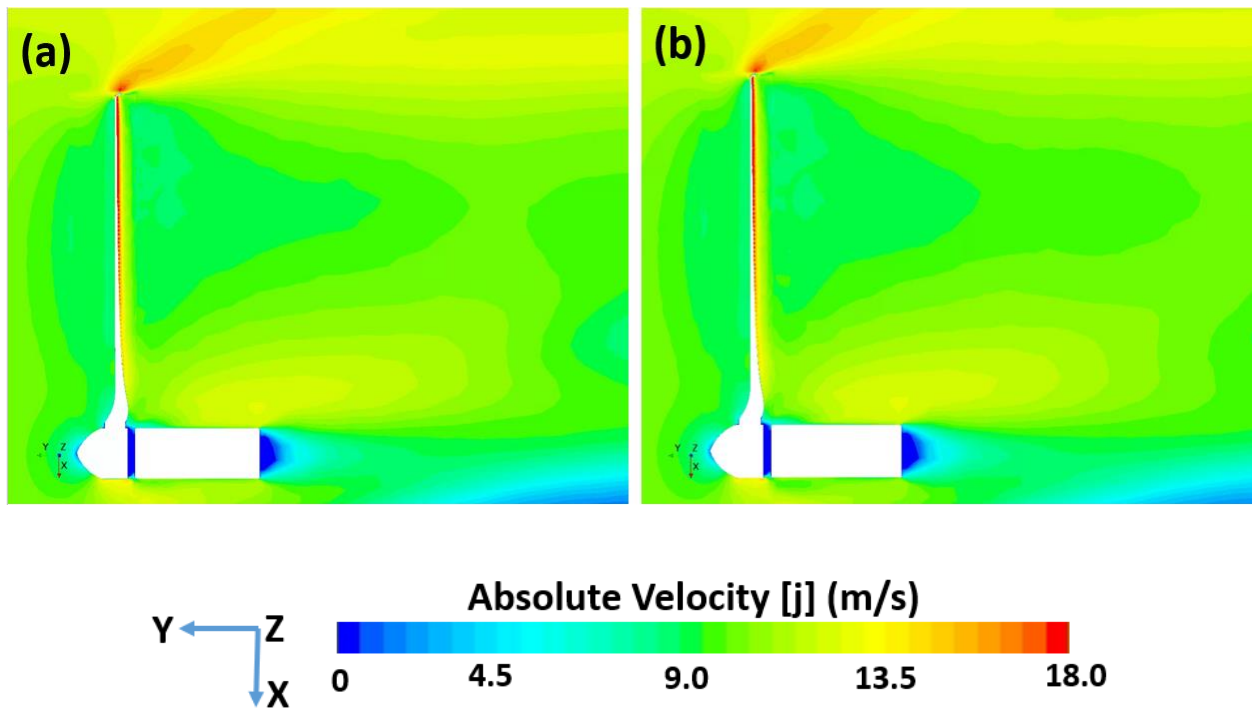 (a)
(b)
Y Z
X
Y Z
X
Absolute Velocity [j] (m/s)
Y Z
X
0 4.5 9.0 13.5 18.0